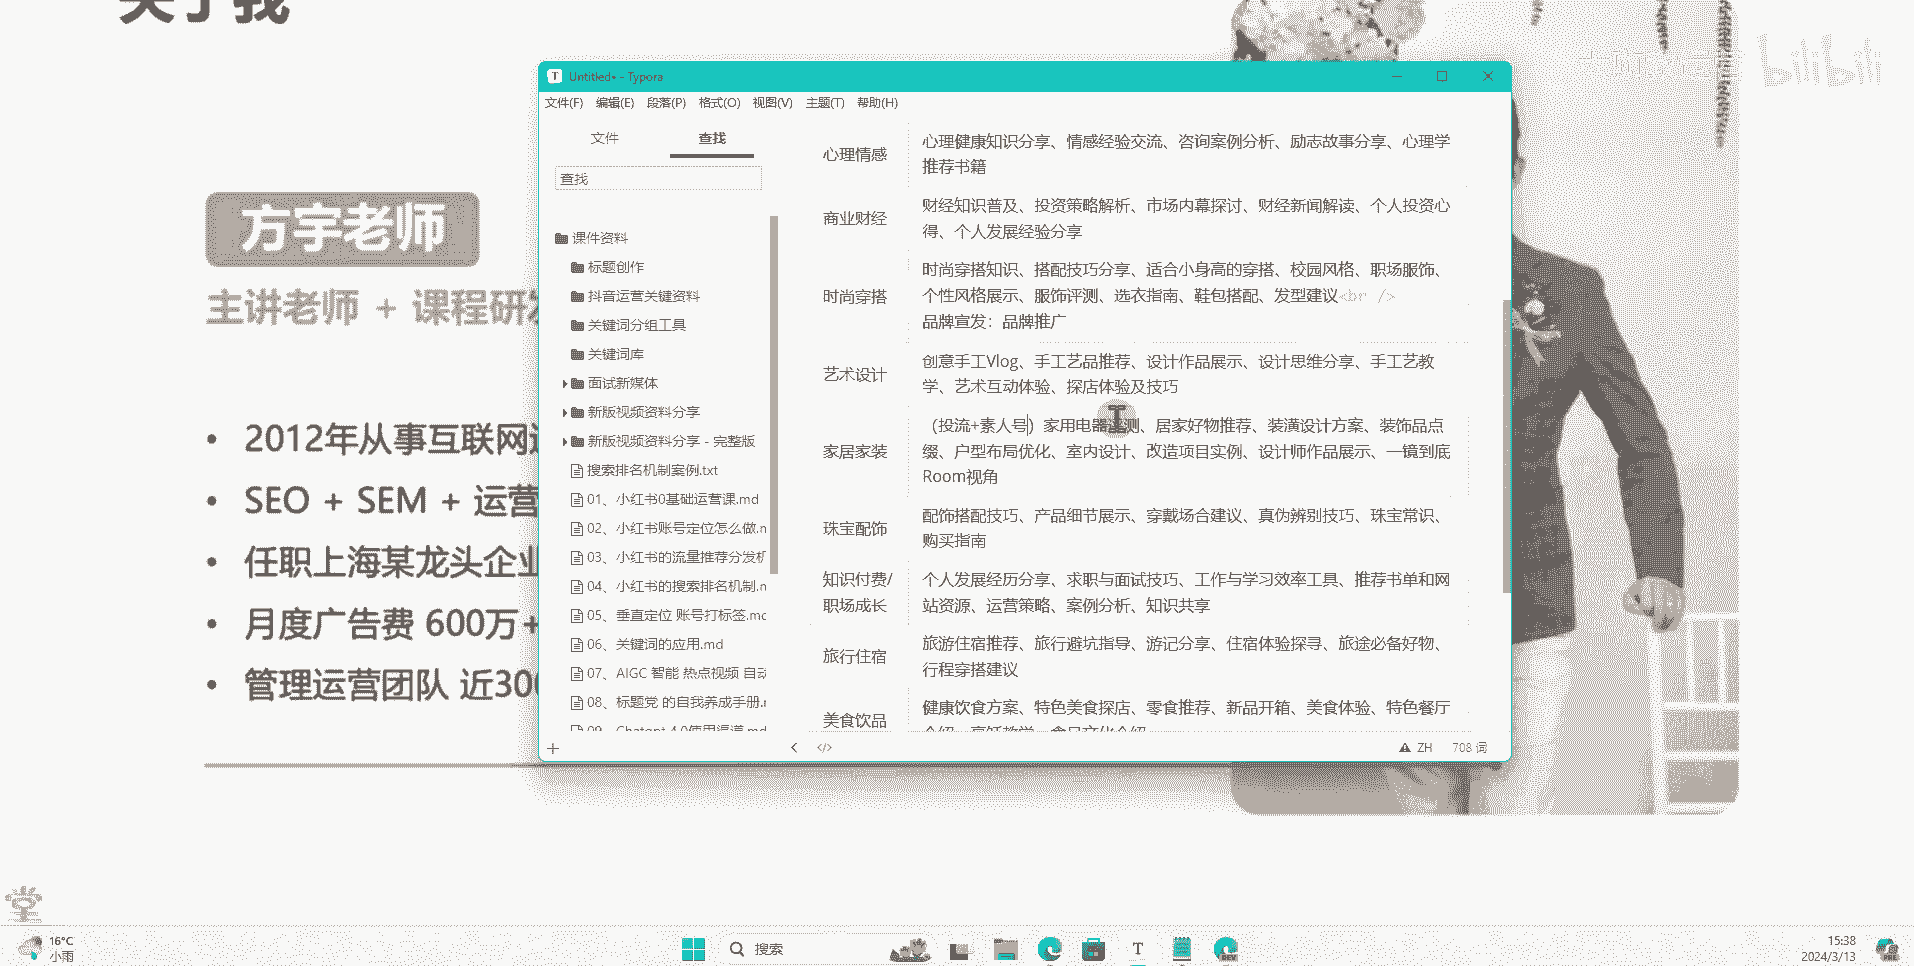 关于我
bilibili
方宇老师
主讲老师 + 课程研发
2012年从事互联网
SEO + SEM + 运营
任职上海某龙头企业
月度广告费 600万+
管理运营团队 近300
Untitled• - Typora
文件(F) 编辑(E) 段落(P) 格式(O) 视图(V) 主题(T) 帮助(H)
文件 查找
查找
课件资料
标题创作
抖音运营关键资料
关键词分组工具
关键词库
面试新媒体
新版视频资料分享
新版视频资料分享 - 完整版
搜索排名机制案例.txt
01、小红书0基础运营课.md
02、小红书账号定位怎么做.n
03、小红书的流量推荐分发机
04、小红书的搜索排名机制.n
05、垂直定位 账号打标签.mc
06、关键词的应用.md
07、AIGC 智能 热点视频 自动
08、标题党 的自我养成手册.r
09、Chatgpt 4.0使用渠道.md
心理情感
心理健康知识分享、情感经验交流、咨询案例分析、励志故事分享、心理学
推荐书籍
商业财经
财经知识普及、投资策略解析、市场内幕探讨、财经新闻解读、个人投资心
得、个人发展经验分享
时尚穿搭
时尚穿搭知识、搭配技巧分享、适合小身高的穿搭、校园风格、职场服饰、
个性风格展示、服饰评测、选衣指南、鞋包搭配、发型建议<br />
品牌宣发：品牌推广
艺术设计
创意手工Vlog、手工艺品推荐、设计作品展示、设计思维分享、手工艺教
学、艺术互动体验、探店体验及技巧
家居家装
（投流+素人号）家用电器评测、居家好物推荐、装潢设计方案、装饰品点
缀、户型布局优化、室内设计、改造项目实例、设计师作品展示、一镜到底
Room视角
珠宝配饰
配饰搭配技巧、产品细节展示、穿戴场合建议、真伪辨别技巧、珠宝常识、
购买指南
知识付费/
职场成长
个人发展经历分享、求职与面试技巧、工作与学习效率工具、推荐书单和网
站资源、运营策略、案例分析、知识共享
旅行住宿
旅游住宿推荐、旅行避坑指导、游记分享、住宿体验探寻、旅途必备好物、
行程穿搭建议
美食饮品
健康饮食方案、特色美食探店、零食推荐、新品开箱、美食体验、特色餐厅
介绍、烹饪教学、食品文化介绍
</> ZH 708 词
堂
16°C
小雨
搜索
15:38
2024/3/13